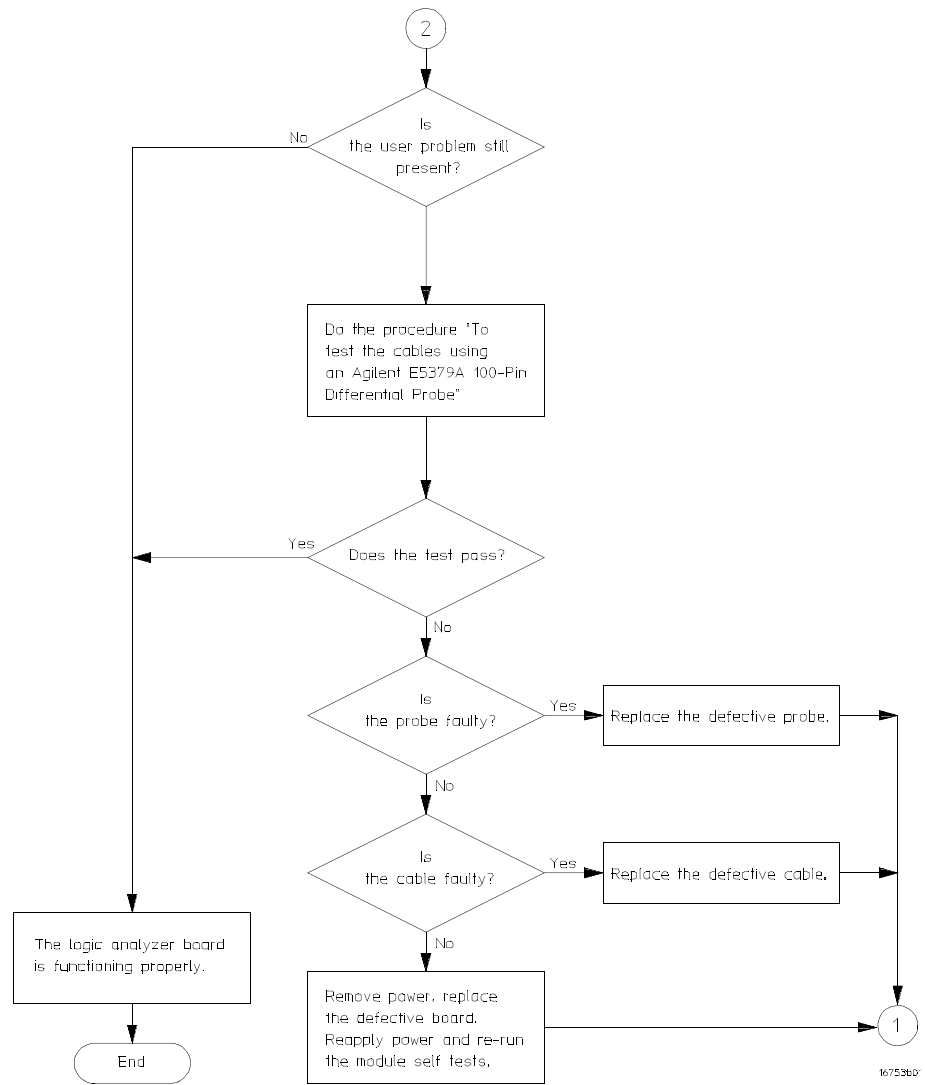 2
Is
the user problem still
present?
No
Do the procedure "To
test the cables using
an Agilent E5379A 100-Pin
Differential Probe"
Yes
Does the test pass?
No
Is
the probe faulty?
Yes
Replace the defective probe.
No
Is
the cable faulty?
Yes
Replace the defective cable.
No
The logic analyzer board
is functioning properly.
Remove power, replace
the defective board.
Reapply power and re-run
the module self tests.
1
End
16753b01